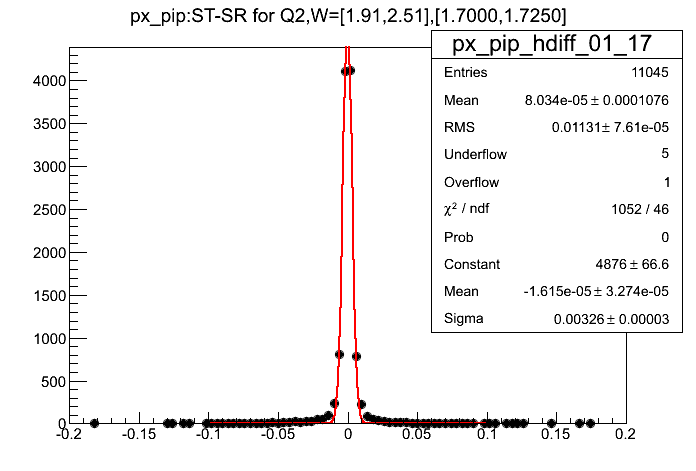 px_pip:ST-SR for Q2,W=[1.91,2.51],[1.7000,1.7250]
px_pip_hdiff_01_17
Entries 11045
Mean 8.034e-05 ± 0.0001076
RMS 0.01131 ± 7.61e-05
Underflow 5
Overflow 1
χ² / ndf 1052 / 46
Prob 0
Constant 4876 ± 66.6
Mean -1.615e-05 ± 3.274e-05
Sigma 0.00326 ± 0.00003
4000
3500
3000
2500
2000
1500
1000
500
0
-0.2 -0.15 -0.1 -0.05 0 0.05 0.1 0.15 0.2